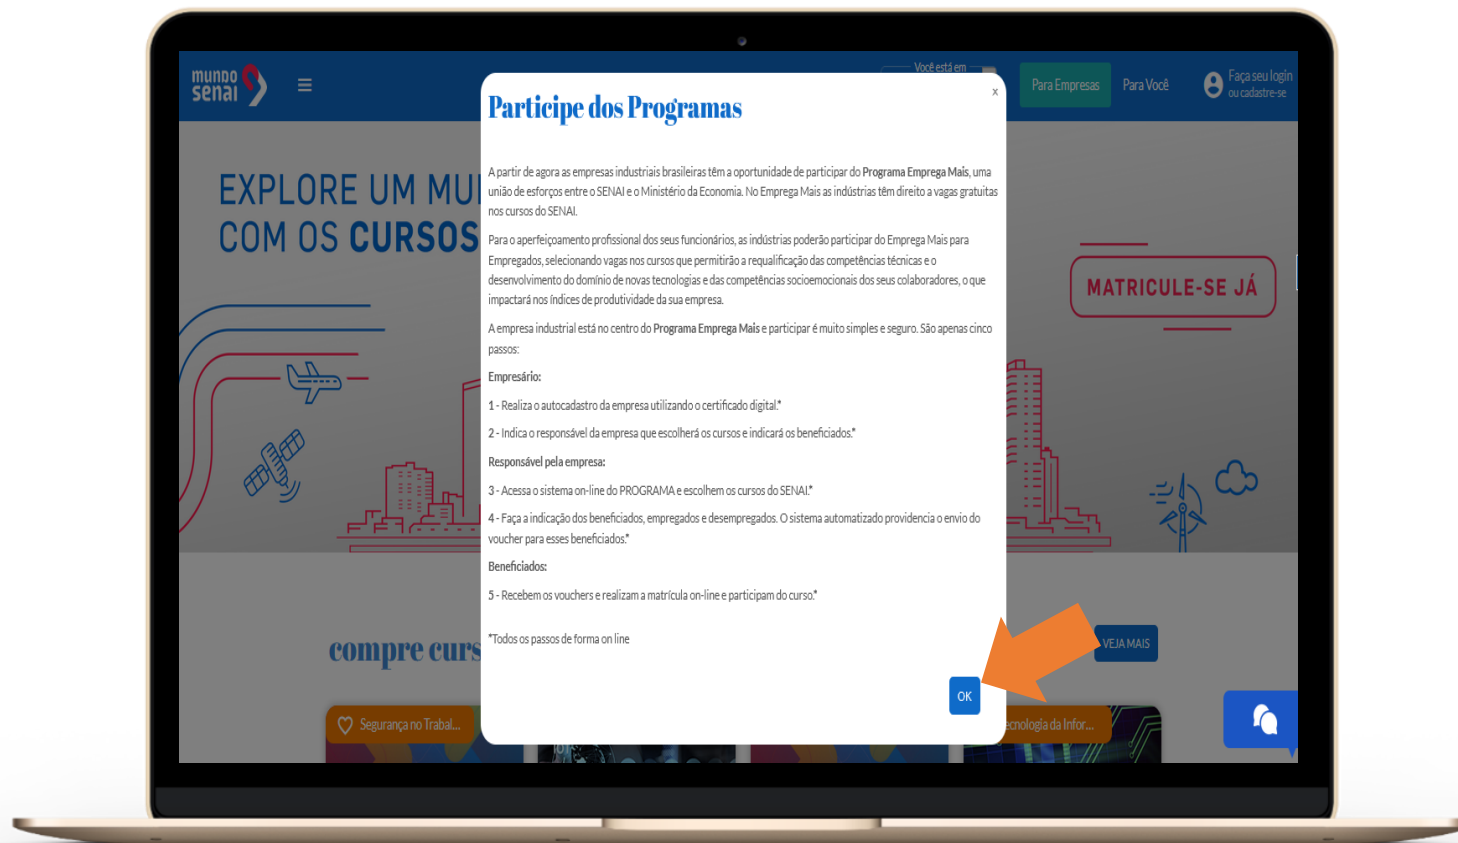 mundo
senai
Você está em
Para Empresas
Para Você
Faça seu login
ou cadastre-se
EXPLORE UM MU
COM OS CURSOS
MATRICULE-SE JÁ
x
Participe dos Programas
A partir de agora as empresas industriais brasileiras têm a oportunidade de participar do Programa Emprega Mais, uma
união de esforços entre o SENAI e o Ministério da Economia. No Emprega Mais as indústrias têm direito a vagas gratuitas
nos cursos do SENAI.
Para o aperfeiçoamento profissional dos seus funcionários, as indústrias poderão participar do Emprega Mais para
Empregados, selecionando vagas nos cursos que permitirão a requalificação das competências técnicas e o
desenvolvimento do domínio de novas tecnologias e das competências socioemocionais dos seus colaboradores, o que
impactará nos índices de produtividade da sua empresa.
A empresa industrial está no centro do Programa Emprega Mais e participar é muito simples e seguro. São apenas cinco
passos:
Empresário:
1 - Realiza o autocadastro da empresa utilizando o certificado digital.*
2 - Indica o responsável da empresa que escolherá os cursos e indicará os beneficiados.*
Responsável pela empresa:
3 - Acessa o sistema on-line do PROGRAMA e escolhem os cursos do SENAI.*
4 - Faça a indicação dos beneficiados, empregados e desempregados. O sistema automatizado providencia o envio do
voucher para esses beneficiados.*
Beneficiados:
5 - Recebem os vouchers e realizam a matrícula on-line e participam do curso.*
*Todos os passos de forma on line
OK
compre curs
VEJA MAIS
Segurança no Trabal...
ecnologia da Infor...